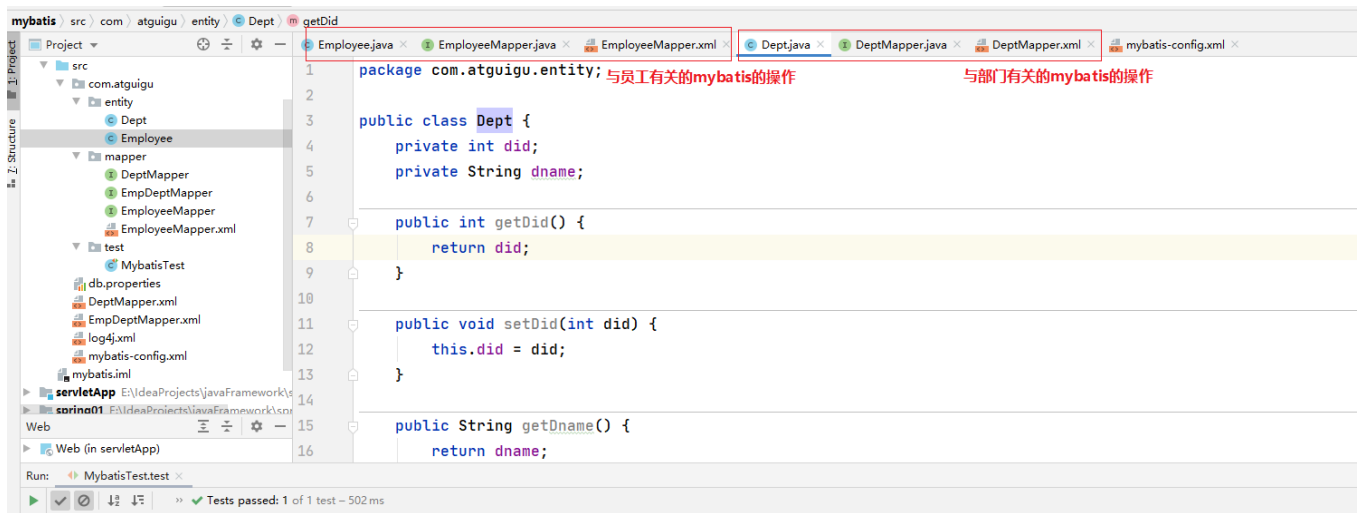 mybatis 〉 src 〉 com 〉 atguigu 〉 entity 〉 Dept 〉 getDid
1: Project
7: Structure
Project
src
com.atguigu
entity
Dept
Employee
mapper
DeptMapper
EmpDeptMapper
EmployeeMapper
EmployeeMapper.xml
test
MybatisTest
db.properties
DeptMapper.xml
EmpDeptMapper.xml
log4j.xml
mybatis-config.xml
mybatis.iml
servletApp E:\IdeaProjects\javaFramework\s
spring01 E:\IdeaProjects\javaFramework\spr
Web
Web (in servletApp)
Employee.java EmployeeMapper.java EmployeeMapper.xml Dept.java DeptMapper.java DeptMapper.xml mybatis-config.xml
与员工有关的mybatis的操作 与部门有关的mybatis的操作
1 package com.atguigu.entity;
2
3 public class Dept {
4 private int did;
5 private String dname;
6
7 public int getDid() {
8 return did;
9 }
10
11 public void setDid(int did) {
12 this.did = did;
13 }
14
15 public String getDname() {
16 return dname;
Run: MybatisTest.test
» Tests passed: 1 of 1 test – 502 ms